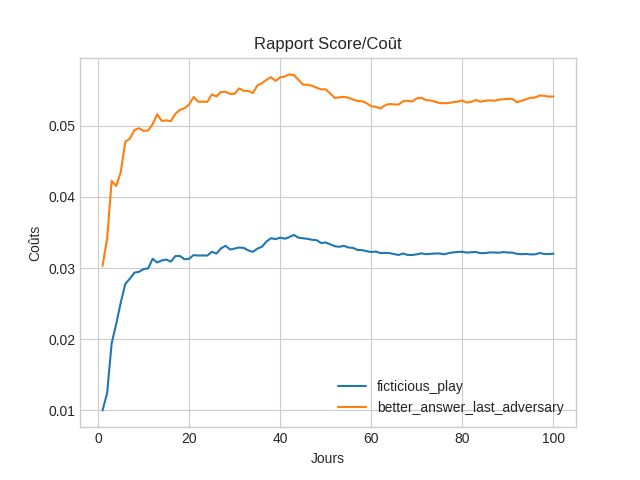 Rapport Score/Coût
Coûts
0.05
0.04
0.03
0.02
0.01
ficticious_play
better_answer_last_adversary
0 20 40 60 80 100
Jours